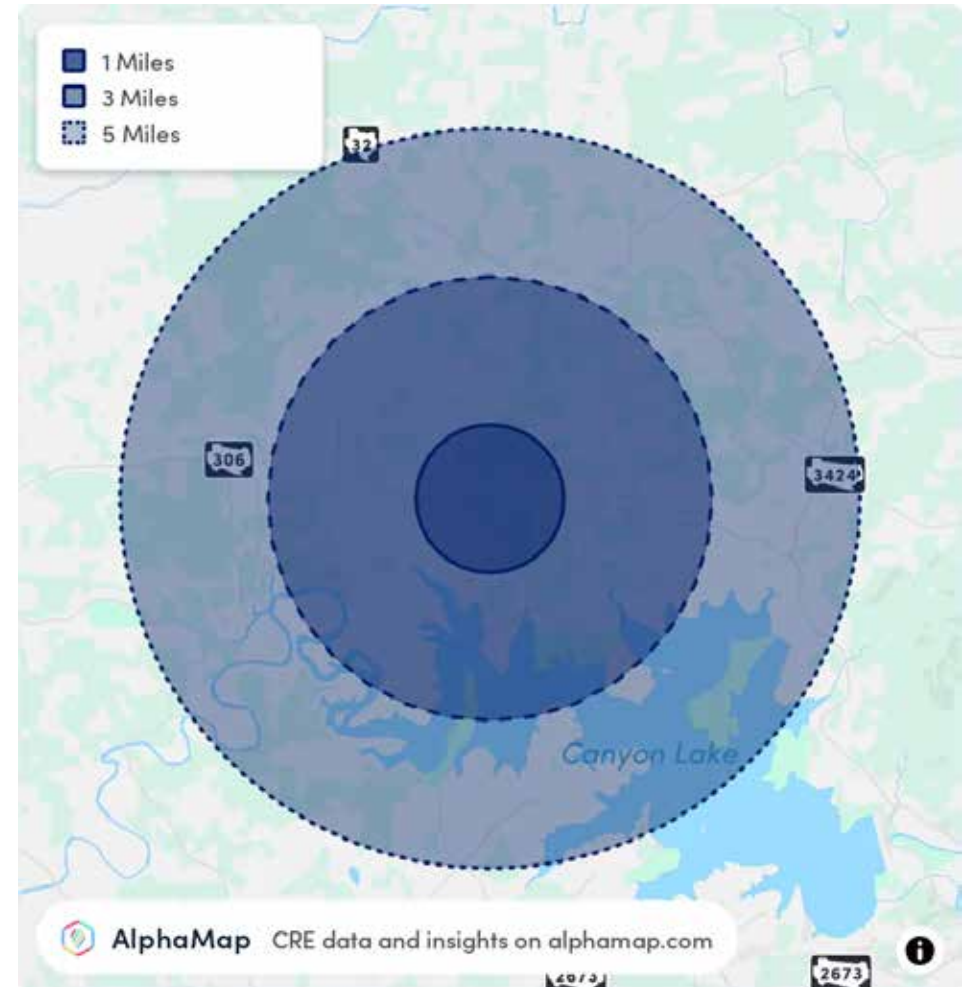 1 Miles
3 Miles
5 Miles
32
306
3424
Canyon Lake
AlphaMap CRE data and insights on alphamap.com
2673
2673